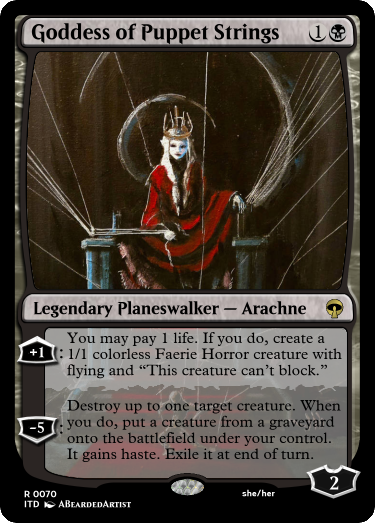 Goddess of Puppet Strings 1
Legendary Planeswalker — Arachne
+1: You may pay 1 life. If you do, create a
1/1 colorless Faerie Horror creature with
flying and “This creature can't block.”
-5: Destroy up to one target creature. When
you do, put a creature from a graveyard
onto the battlefield under your control.
It gains haste. Exile it at end of turn.
2
R 0070
she/her
ITD ABeardedArtist